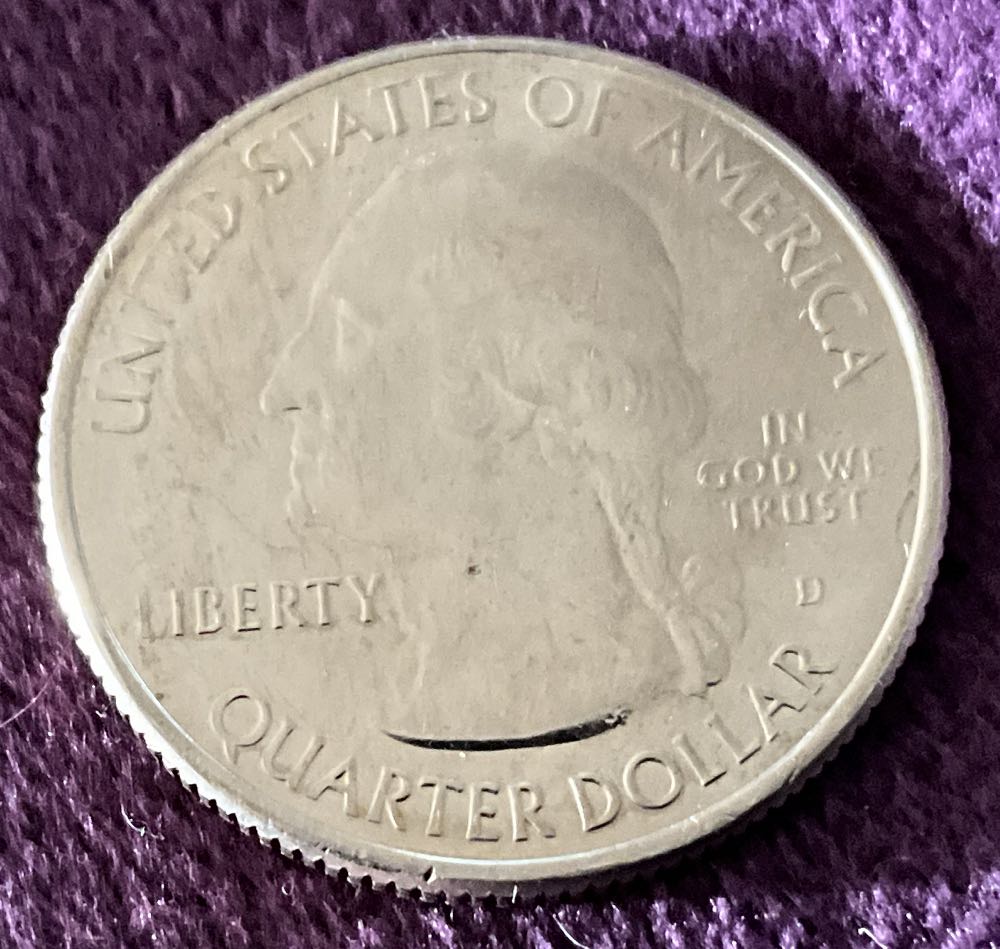 UNITED STATES OF AMERICA
IN
GOD WE
TRUST
LIBERTY
D
QUARTER DOLLAR